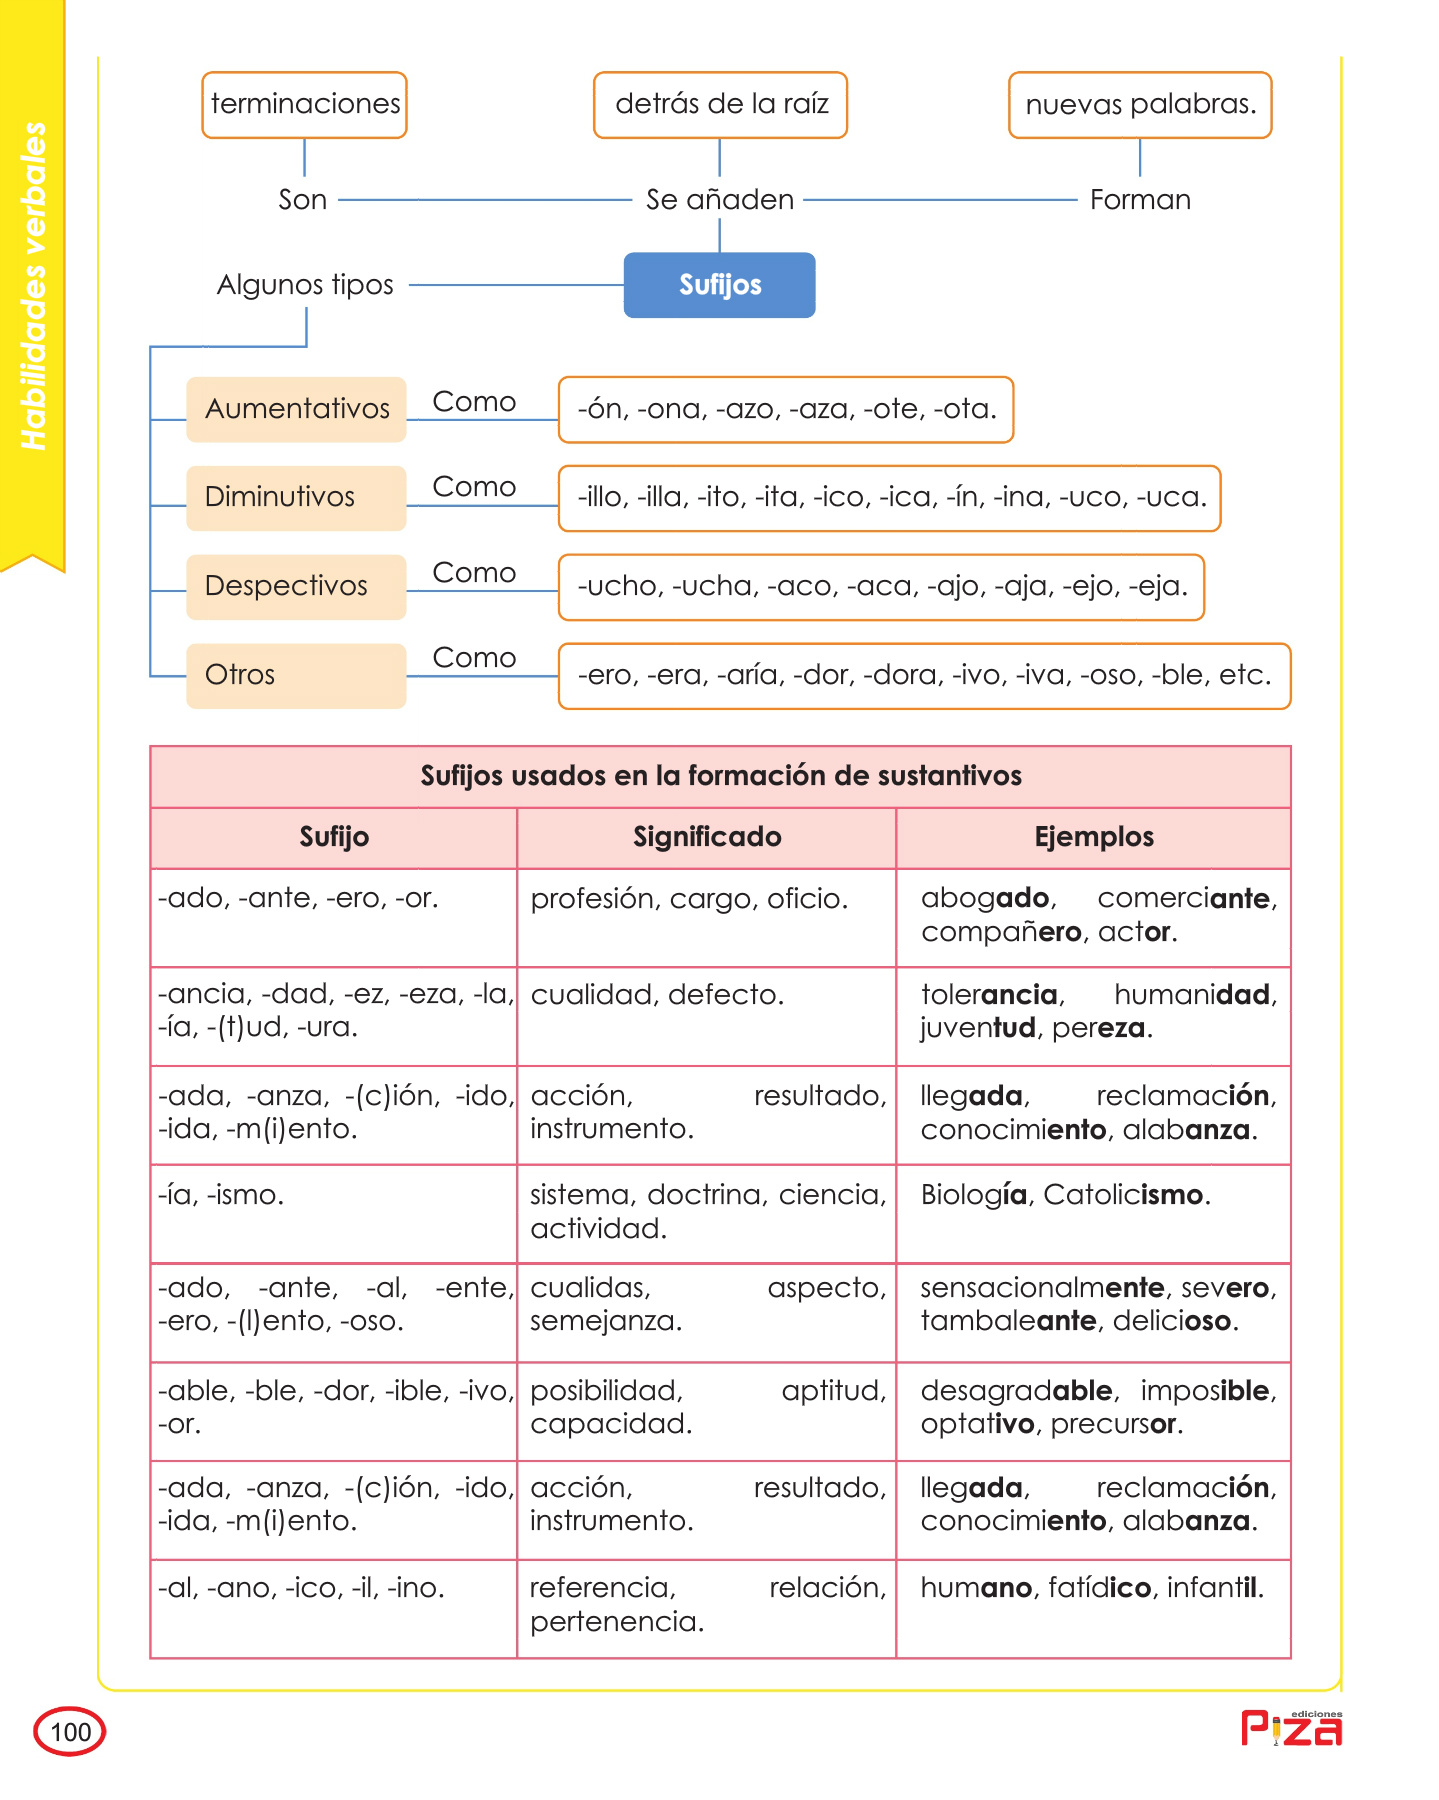 Habilidades verbales
terminaciones
detrás de la raíz
nuevas palabras.
Son
Se añaden
Forman
Algunos tipos
Sufijos
Aumentativos
Como
-ón, -ona, -azo, -aza, -ote, -ota.
Diminutivos
Como
-illo, -illa, -ito, -ita, -ico, -ica, -ín, -ina, -uco, -uca.
Despectivos
Como
-ucho, -ucha, -aco, -aca, -ajo, -aja, -ejo, -eja.
Otros
Como
-ero, -era, -aría, -dor, -dora, -ivo, -iva, -oso, -ble, etc.
Sufijos usados en la formación de sustantivos
Sufijo
Significado
Ejemplos
-ado, -ante, -ero, -or.
profesión, cargo, oficio.
abogado, comerciante,
compañero, actor.
-ancia, -dad, -ez, -eza, -la,
-ía, -(t)ud, -ura.
cualidad, defecto.
tolerancia, humanidad,
juventud, pereza.
-ada, -anza, -(c)ión, -ido,
-ida, -m(i)ento.
acción, resultado,
instrumento.
llegada, reclamación,
conocimiento, alabanza.
-ía, -ismo.
sistema, doctrina, ciencia,
actividad.
Biología, Catolicismo.
-ado, -ante, -al, -ente,
-ero, -(l)ento, -oso.
cualidas, aspecto,
semejanza.
sensacionalmente, severo,
tambaleante, delicioso.
-able, -ble, -dor, -ible, -ivo,
-or.
posibilidad, aptitud,
capacidad.
desagradable, imposible,
optativo, precursor.
-ada, -anza, -(c)ión, -ido,
-ida, -m(i)ento.
acción, resultado,
instrumento.
llegada, reclamación,
conocimiento, alabanza.
-al, -ano, -ico, -il, -ino.
referencia, relación,
pertenencia.
humano, fatídico, infantil.
100
ediciones
Piza